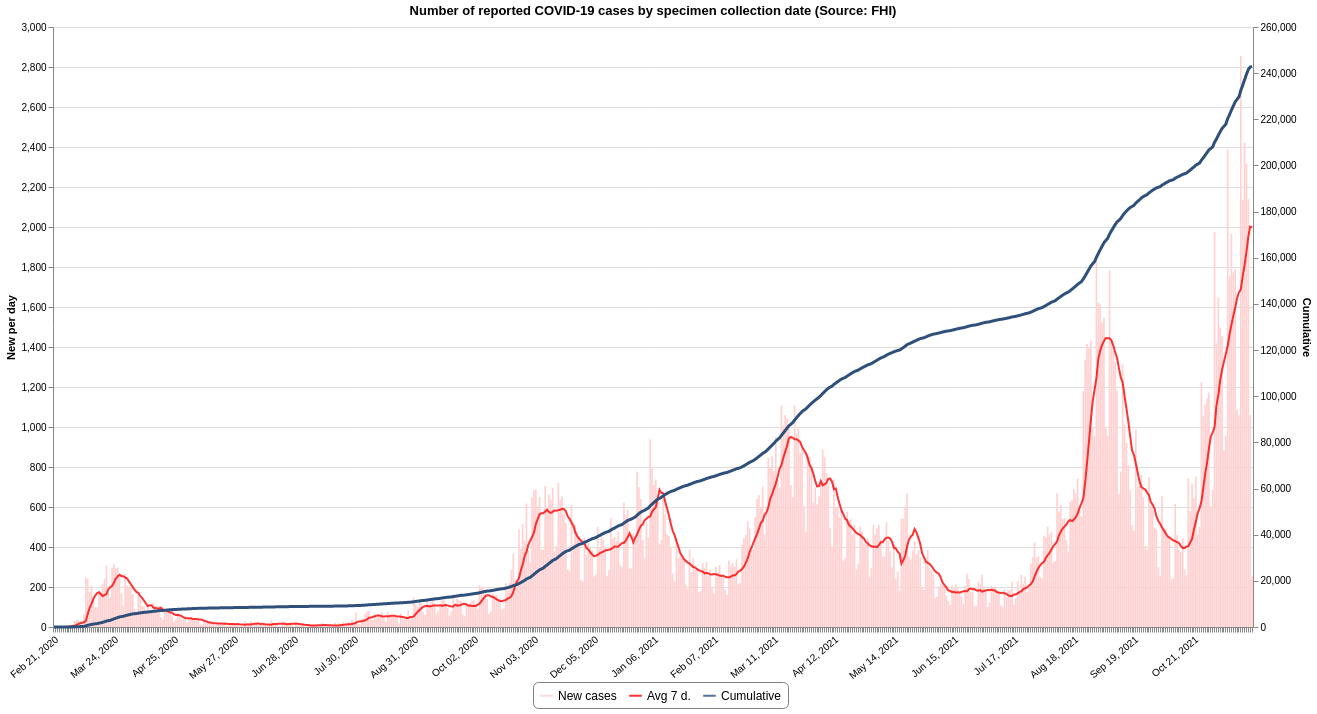 Number of reported COVID-19 cases by specimen collection date (Source: FHI)
3,000
2,800
2,600
2,400
2,200
2,000
1,800
1,600
1,400
1,200
1,000
800
600
400
200
0
New per day
260,000
240,000
220,000
200,000
180,000
160,000
140,000
120,000
100,000
80,000
60,000
40,000
20,000
0
Cumulative
Feb 21, 2020
Mar 24, 2020
Apr 25, 2020
May 27, 2020
Jun 28, 2020
Jul 30, 2020
Aug 31, 2020
Oct 02, 2020
Nov 03, 2020
Dec 05, 2020
Jan 06, 2021
Feb 07, 2021
Mar 11, 2021
Apr 12, 2021
May 14, 2021
Jun 15, 2021
Jul 17, 2021
Aug 18, 2021
Sep 19, 2021
Oct 21, 2021
New cases Avg 7 d. Cumulative